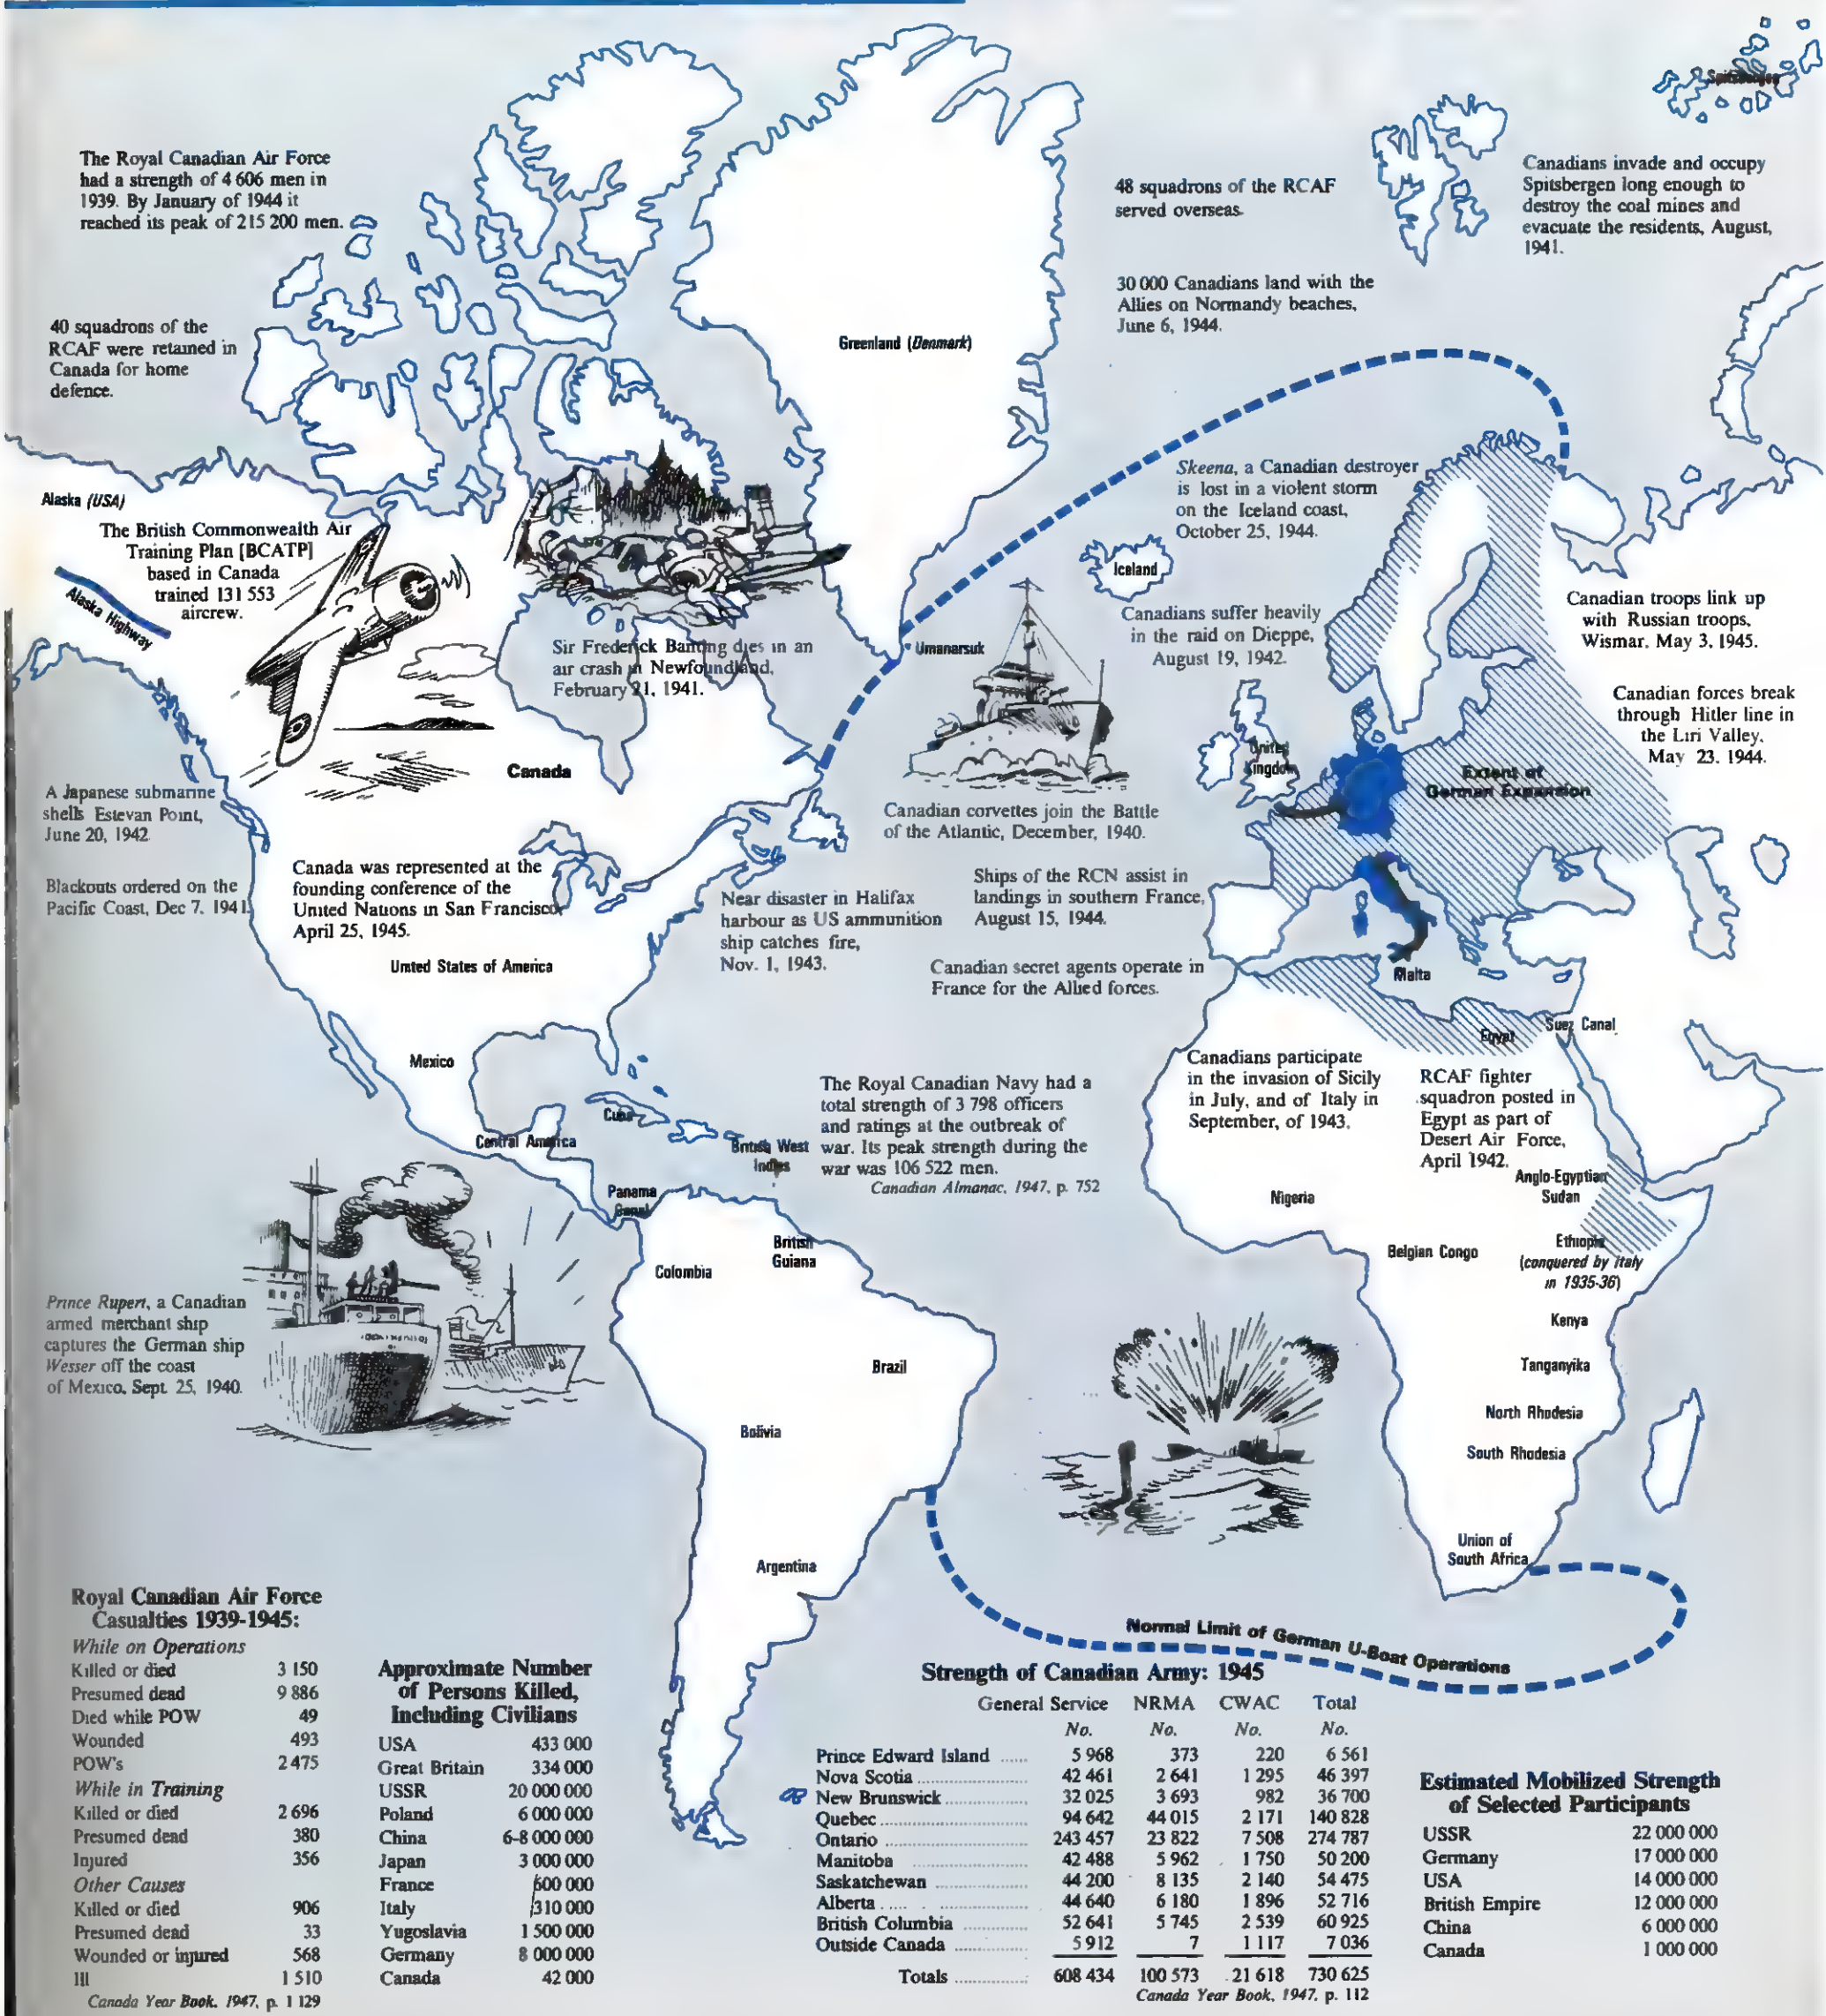 The Royal Canadian Air Force
had a strength of 4 606 men in
1939. By January of 1944 it
reached its peak of 215 200 men.
40 squadrons of the
RCAF were retained in
Canada for home
defence.
48 squadrons of the RCAF
served overseas.
30 000 Canadians land with the
Allies on Normandy beaches,
June 6, 1944.
Spitsbergen
Canadians invade and occupy
Spitsbergen long enough to
destroy the coal mines and
evacuate the residents, August,
1941.
Greenland (Denmark)
Alaska (USA)
Alaska Highway
The British Commonwealth Air
Training Plan [BCATP]
based in Canada
trained 131 553
aircrew.
Sir Frederick Banting dies in an
air crash in Newfoundland,
February 21, 1941.
Umanarsuk
Skeena, a Canadian destroyer
is lost in a violent storm
on the Iceland coast,
October 25, 1944.
Iceland
Canadians suffer heavily
in the raid on Dieppe,
August 19, 1942.
Canadian troops link up
with Russian troops,
Wismar, May 3, 1945.
Canadian forces break
through Hitler line in
the Liri Valley,
May 23, 1944.
United
Kingdom
Extent of
German Expansion
Canada
A Japanese submarine
shells Estevan Point,
June 20, 1942
Blackouts ordered on the
Pacific Coast, Dec 7, 1941.
Canada was represented at the
founding conference of the
United Nations in San Francisco,
April 25, 1945.
Canadian corvettes join the Battle
of the Atlantic, December, 1940.
Near disaster in Halifax
harbour as US ammunition
ship catches fire,
Nov. 1, 1943.
Ships of the RCN assist in
landings in southern France,
August 15, 1944.
Canadian secret agents operate in
France for the Allied forces.
United States of America
Malta
Egypt
Suez Canal
Mexico
Cuba
Central America
British West
Indies
Panama
Canal
The Royal Canadian Navy had a
total strength of 3 798 officers
and ratings at the outbreak of
war. Its peak strength during the
war was 106 522 men.
Canadian Almanac, 1947, p. 752
Canadians participate
in the invasion of Sicily
in July, and of Italy in
September, of 1943.
RCAF fighter
squadron posted in
Egypt as part of
Desert Air Force,
April 1942.
Anglo-Egyptian
Sudan
Nigeria
Belgian Congo
Ethiopia
(conquered by Italy
in 1935-36)
Kenya
Tanganyika
North Rhodesia
South Rhodesia
Union of
South Africa
British
Guiana
Colombia
Brazil
Bolivia
Argentina
Prince Rupert, a Canadian
armed merchant ship
captures the German ship
Wesser off the coast
of Mexico, Sept. 25, 1940.
Normal Limit of German U-Boat Operations
Royal Canadian Air Force
Casualties 1939-1945:
While on Operations
Killed or died 3 150
Presumed dead 9 886
Died while POW 49
Wounded 493
POW's 2 475
While in Training
Killed or died 2 696
Presumed dead 380
Injured 356
Other Causes
Killed or died 906
Presumed dead 33
Wounded or injured 568
Ill 1 510
Canada Year Book, 1947, p. 1 129
Approximate Number
of Persons Killed,
Including Civilians
USA 433 000
Great Britain 334 000
USSR 20 000 000
Poland 6 000 000
China 6-8 000 000
Japan 3 000 000
France 600 000
Italy 310 000
Yugoslavia 1 500 000
Germany 8 000 000
Canada 42 000
Strength of Canadian Army: 1945
General Service NRMA CWAC Total
No. No. No. No.
Prince Edward Island ...... 5 968 373 220 6 561
Nova Scotia ...... 42 461 2 641 1 295 46 397
New Brunswick ...... 32 025 3 693 982 36 700
Quebec ...... 94 642 44 015 2 171 140 828
Ontario ...... 243 457 23 822 7 508 274 787
Manitoba ...... 42 488 5 962 1 750 50 200
Saskatchewan ...... 44 200 8 135 2 140 54 475
Alberta ...... 44 640 6 180 1 896 52 716
British Columbia ...... 52 641 5 745 2 539 60 925
Outside Canada ...... 5 912 7 1 117 7 036
Totals ...... 608 434 100 573 21 618 730 625
Canada Year Book, 1947, p. 112
Estimated Mobilized Strength
of Selected Participants
USSR 22 000 000
Germany 17 000 000
USA 14 000 000
British Empire 12 000 000
China 6 000 000
Canada 1 000 000